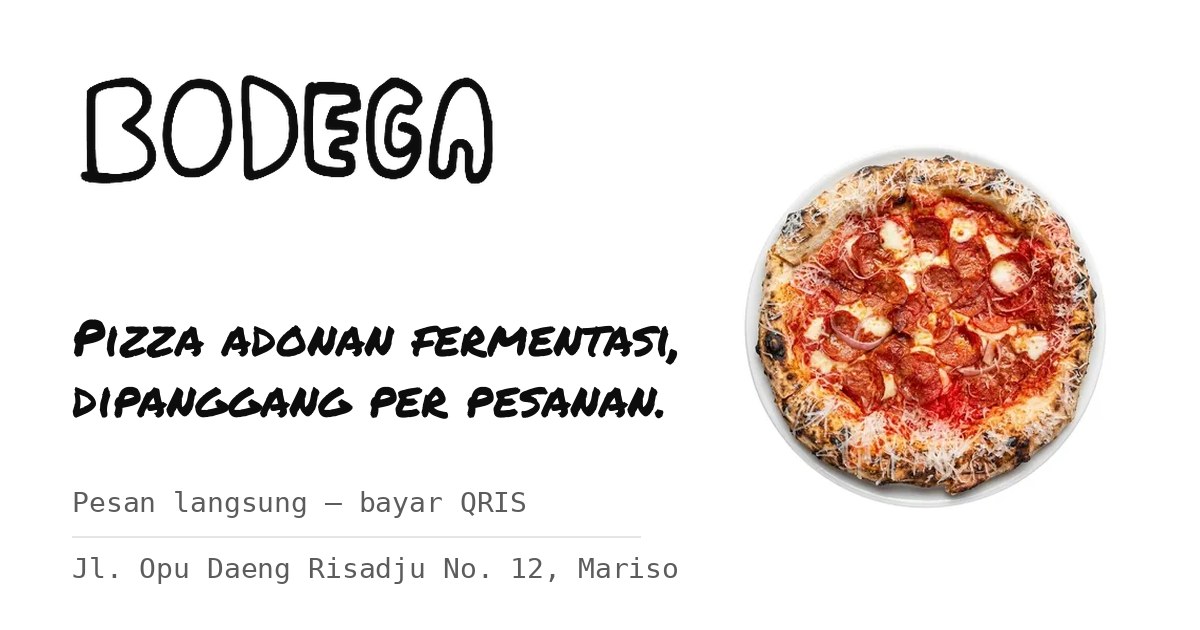 BODEGA
Pizza adonan fermentasi,
dipanggang per pesanan.
Pesan langsung — bayar QRIS
Jl. Opu Daeng Risadju No. 12, Mariso